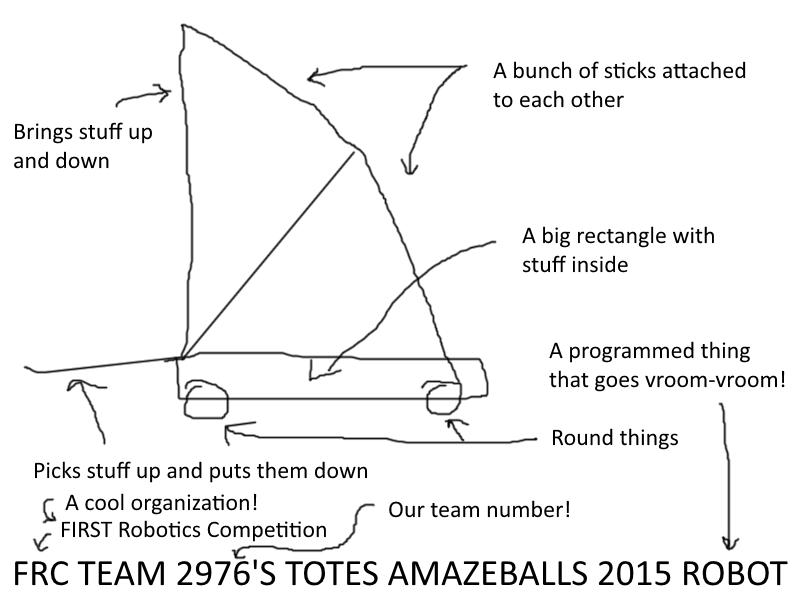 A bunch of sticks attached
to each other
Brings stuff up
and down
A big rectangle with
stuff inside
A programmed thing
that goes vroom-vroom!
Round things
Picks stuff up and puts them down
A cool organization!
FIRST Robotics Competition
Our team number!
FRC TEAM 2976'S TOTES AMAZEBALLS 2015 ROBOT